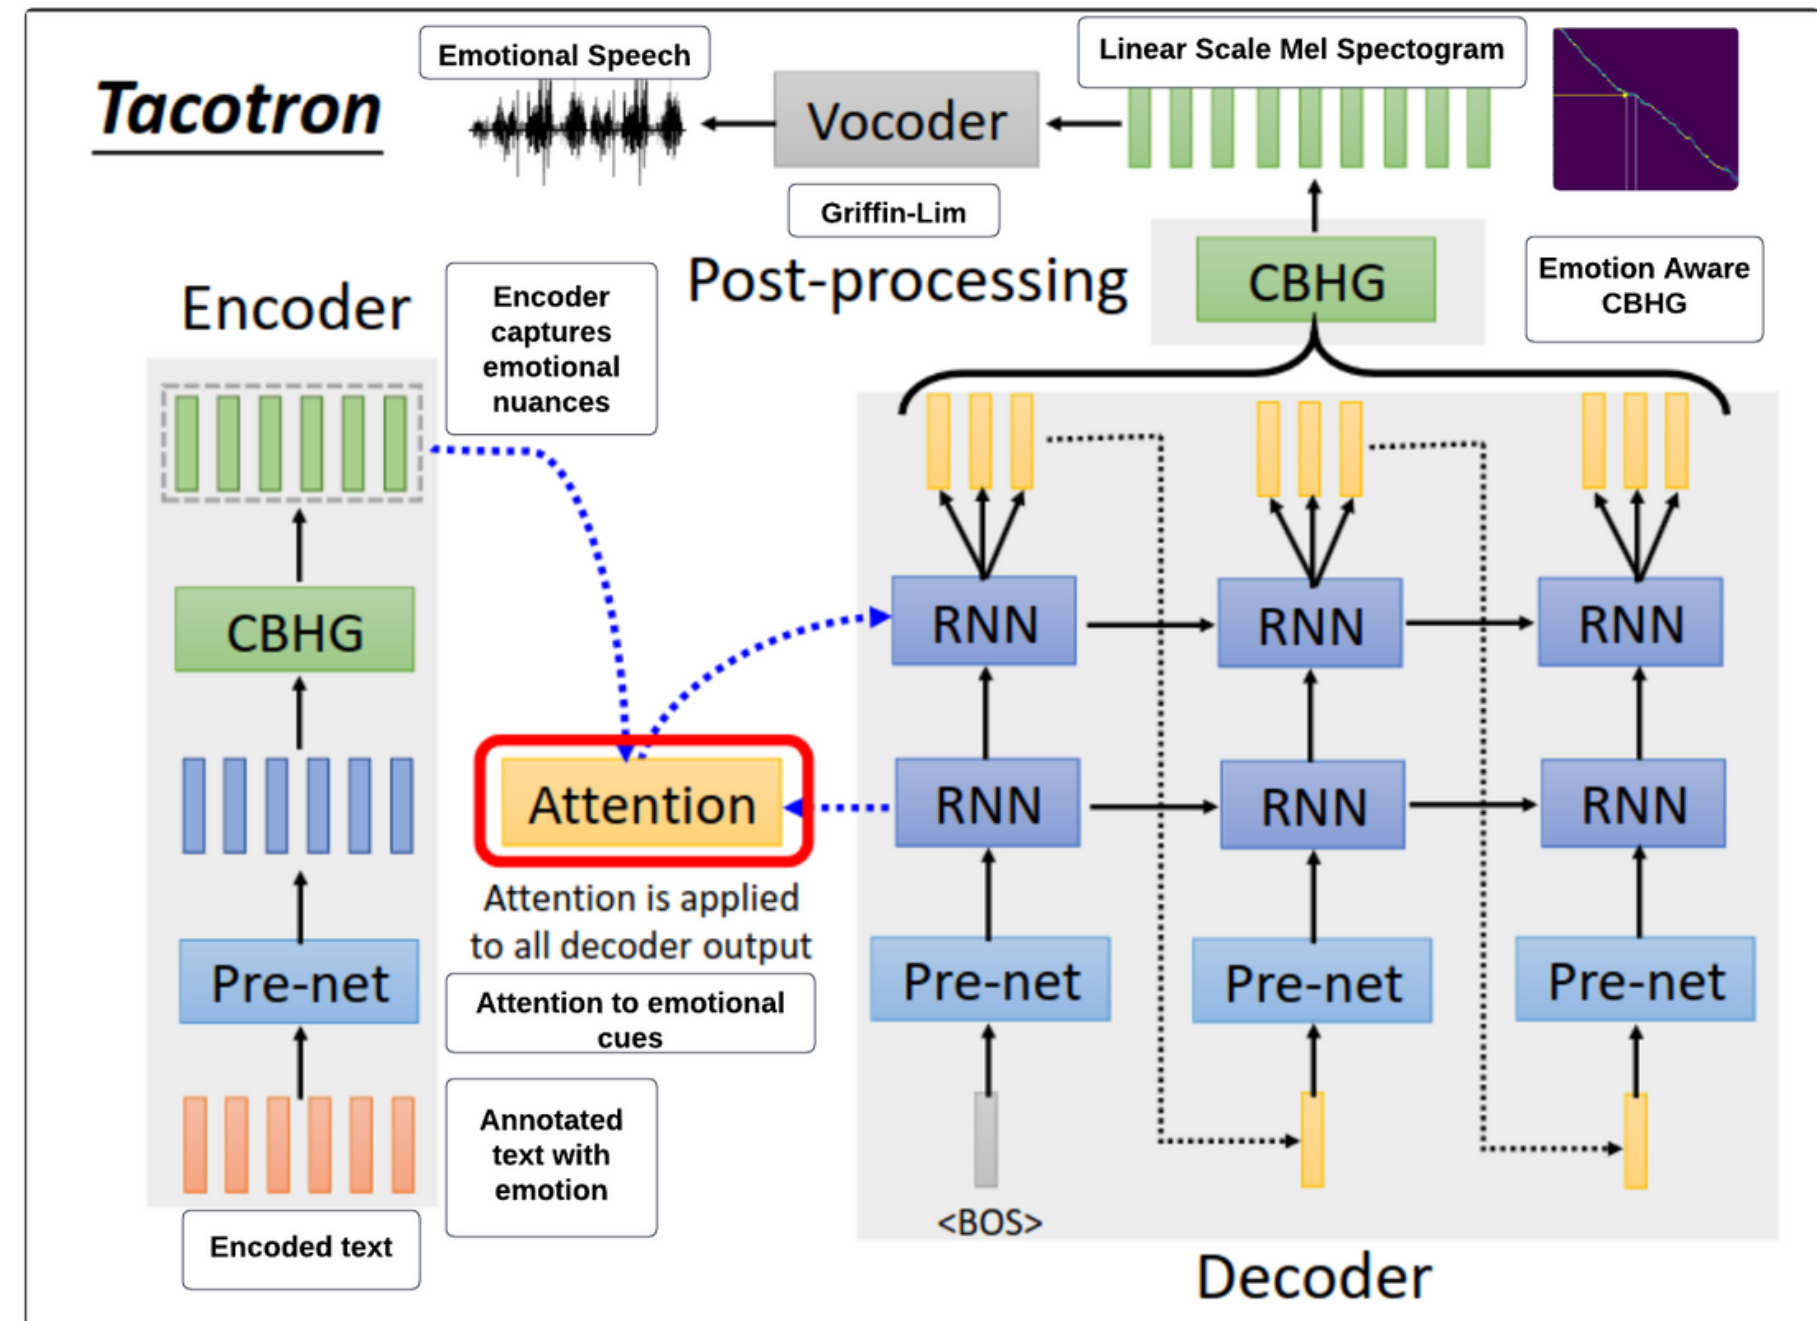 Tacotron
Emotional Speech
Vocoder
Griffin-Lim
Linear Scale Mel Spectogram
Post-processing
CBHG
Emotion Aware
CBHG
Encoder
Encoder
captures
emotional
nuances
CBHG
Pre-net
Encoded text
Attention
Attention is applied
to all decoder output
Attention to emotional
cues
Annotated
text with
emotion
RNN
RNN
RNN
RNN
RNN
RNN
Pre-net
Pre-net
Pre-net
<BOS>
Decoder